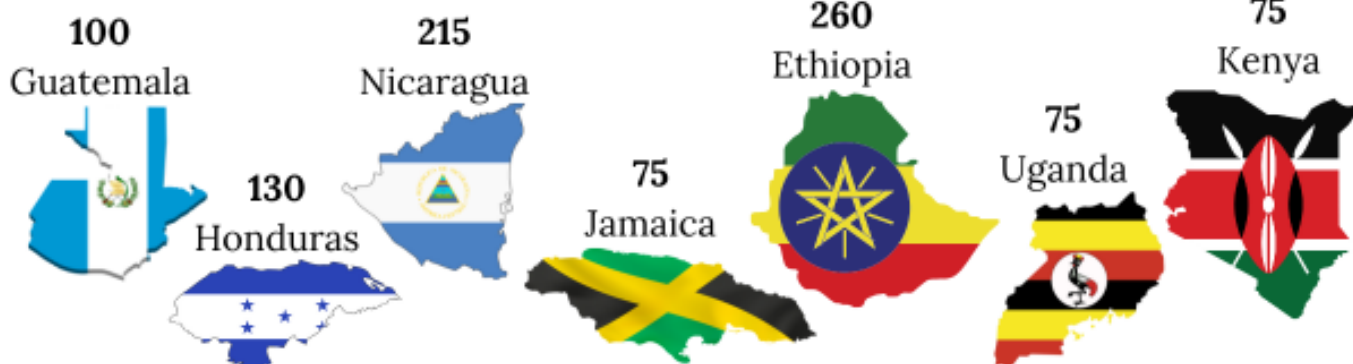 100
Guatemala
130
Honduras
215
Nicaragua
75
Jamaica
260
Ethiopia
75
Uganda
75
Kenya